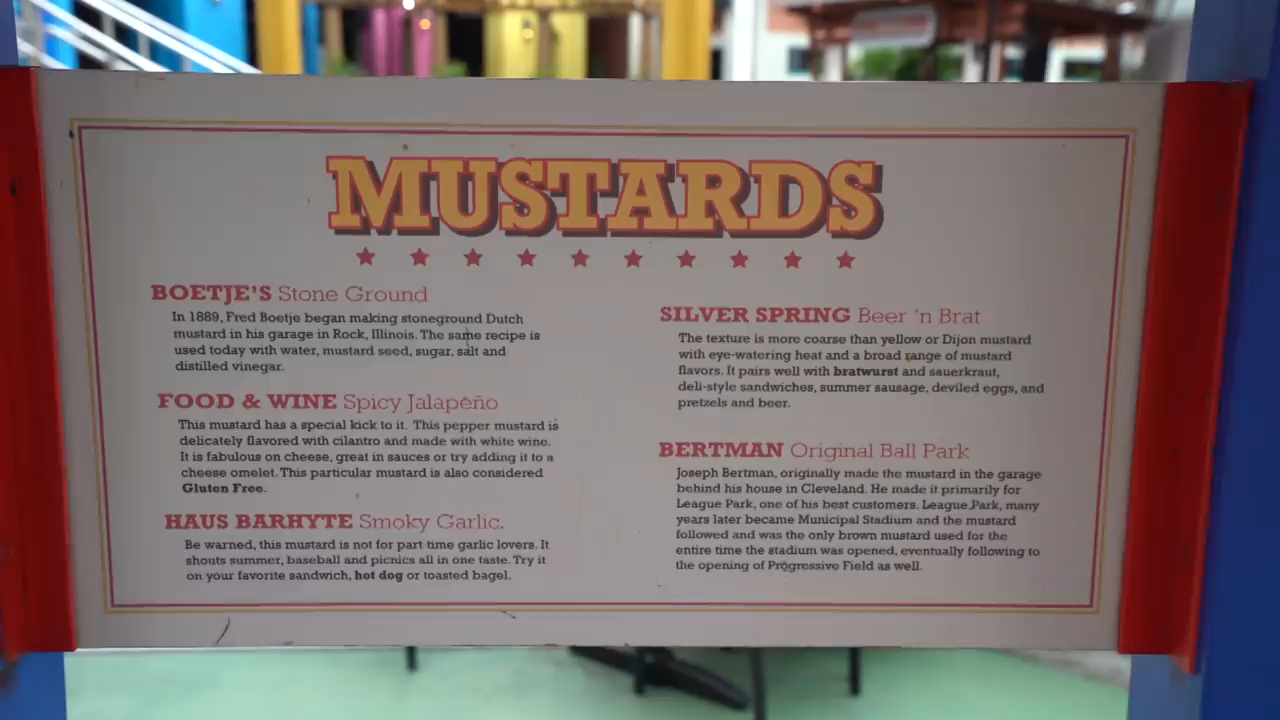 MUSTARDS
BOETJE'S Stone Ground
In 1889, Fred Boetje began making stoneground Dutch
mustard in his garage in Rock, Illinois. The same recipe is
used today with water, mustard seed, sugar, salt and
distilled vinegar.
FOOD & WINE Spicy Jalapeño
This mustard has a special kick to it. This pepper mustard is
delicately flavored with cilantro and made with white wine.
It is fabulous on cheese, great in sauces or try adding it to a
cheese omelet. This particular mustard is also considered
Gluten Free.
HAUS BARHYTE Smoky Garlic.
Be warned, this mustard is not for part time garlic lovers. It
shouts summer, baseball and picnics all in one taste. Try it
on your favorite sandwich, hot dog or toasted bagel.
SILVER SPRING Beer 'n Brat
The texture is more coarse than yellow or Dijon mustard
with eye-watering heat and a broad range of mustard
flavors. It pairs well with bratwurst and sauerkraut,
deli-style sandwiches, summer sausage, deviled eggs, and
pretzels and beer.
BERTMAN Original Ball Park
Joseph Bertman, originally made the mustard in the garage
behind his house in Cleveland. He made it primarily for
League Park, one of his best customers. League Park, many
years later became Municipal Stadium and the mustard
followed and was the only brown mustard used for the
entire time the stadium was opened, eventually following to
the opening of Progressive Field as well.